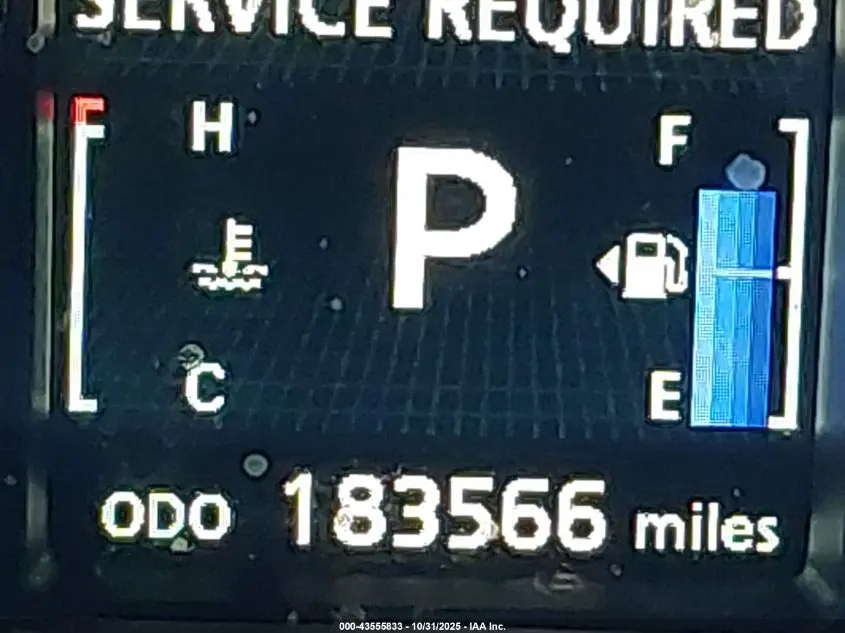 SERVICE REQUIRED
H F
P
C E
ODO 183566 miles
000-43555833 - 10/31/2025 - IAA Inc.